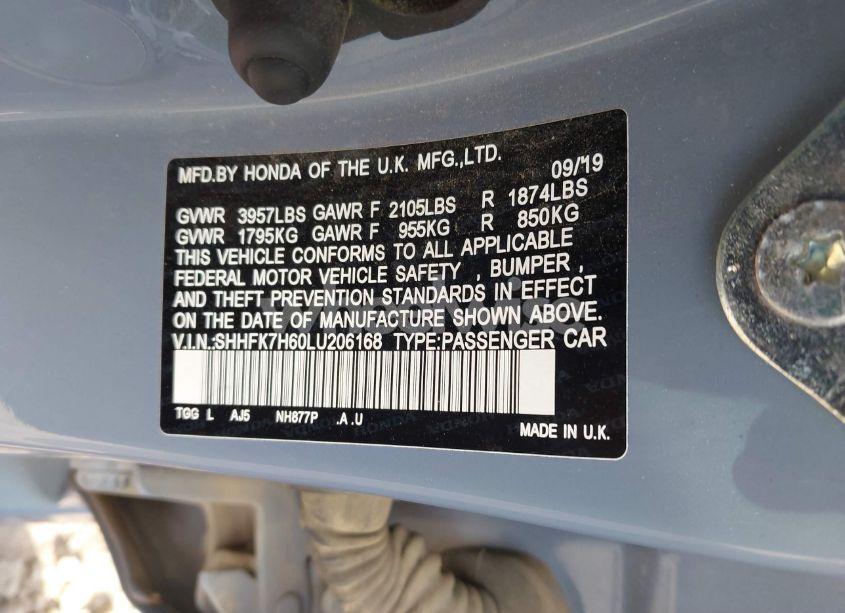 MFD.BY HONDA OF THE U.K. MFG.,LTD. 09/'19
GVWR 3957LBS GAWR F 2105LBS R 1874LBS
GVWR 1795KG GAWR F 955KG R 850KG
THIS VEHICLE CONFORMS TO ALL APPLICABLE
FEDERAL MOTOR VEHICLE SAFETY , BUMPER ,
AND THEFT PREVENTION STANDARDS IN EFFECT
ON THE DATE OF MANUFACTURE SHOWN ABOVE.
V.I.N.:SHHFK7H60LU206168 TYPE:PASSENGER CAR
TGG L AJ5 NH877P .A .U
MADE IN U.K.